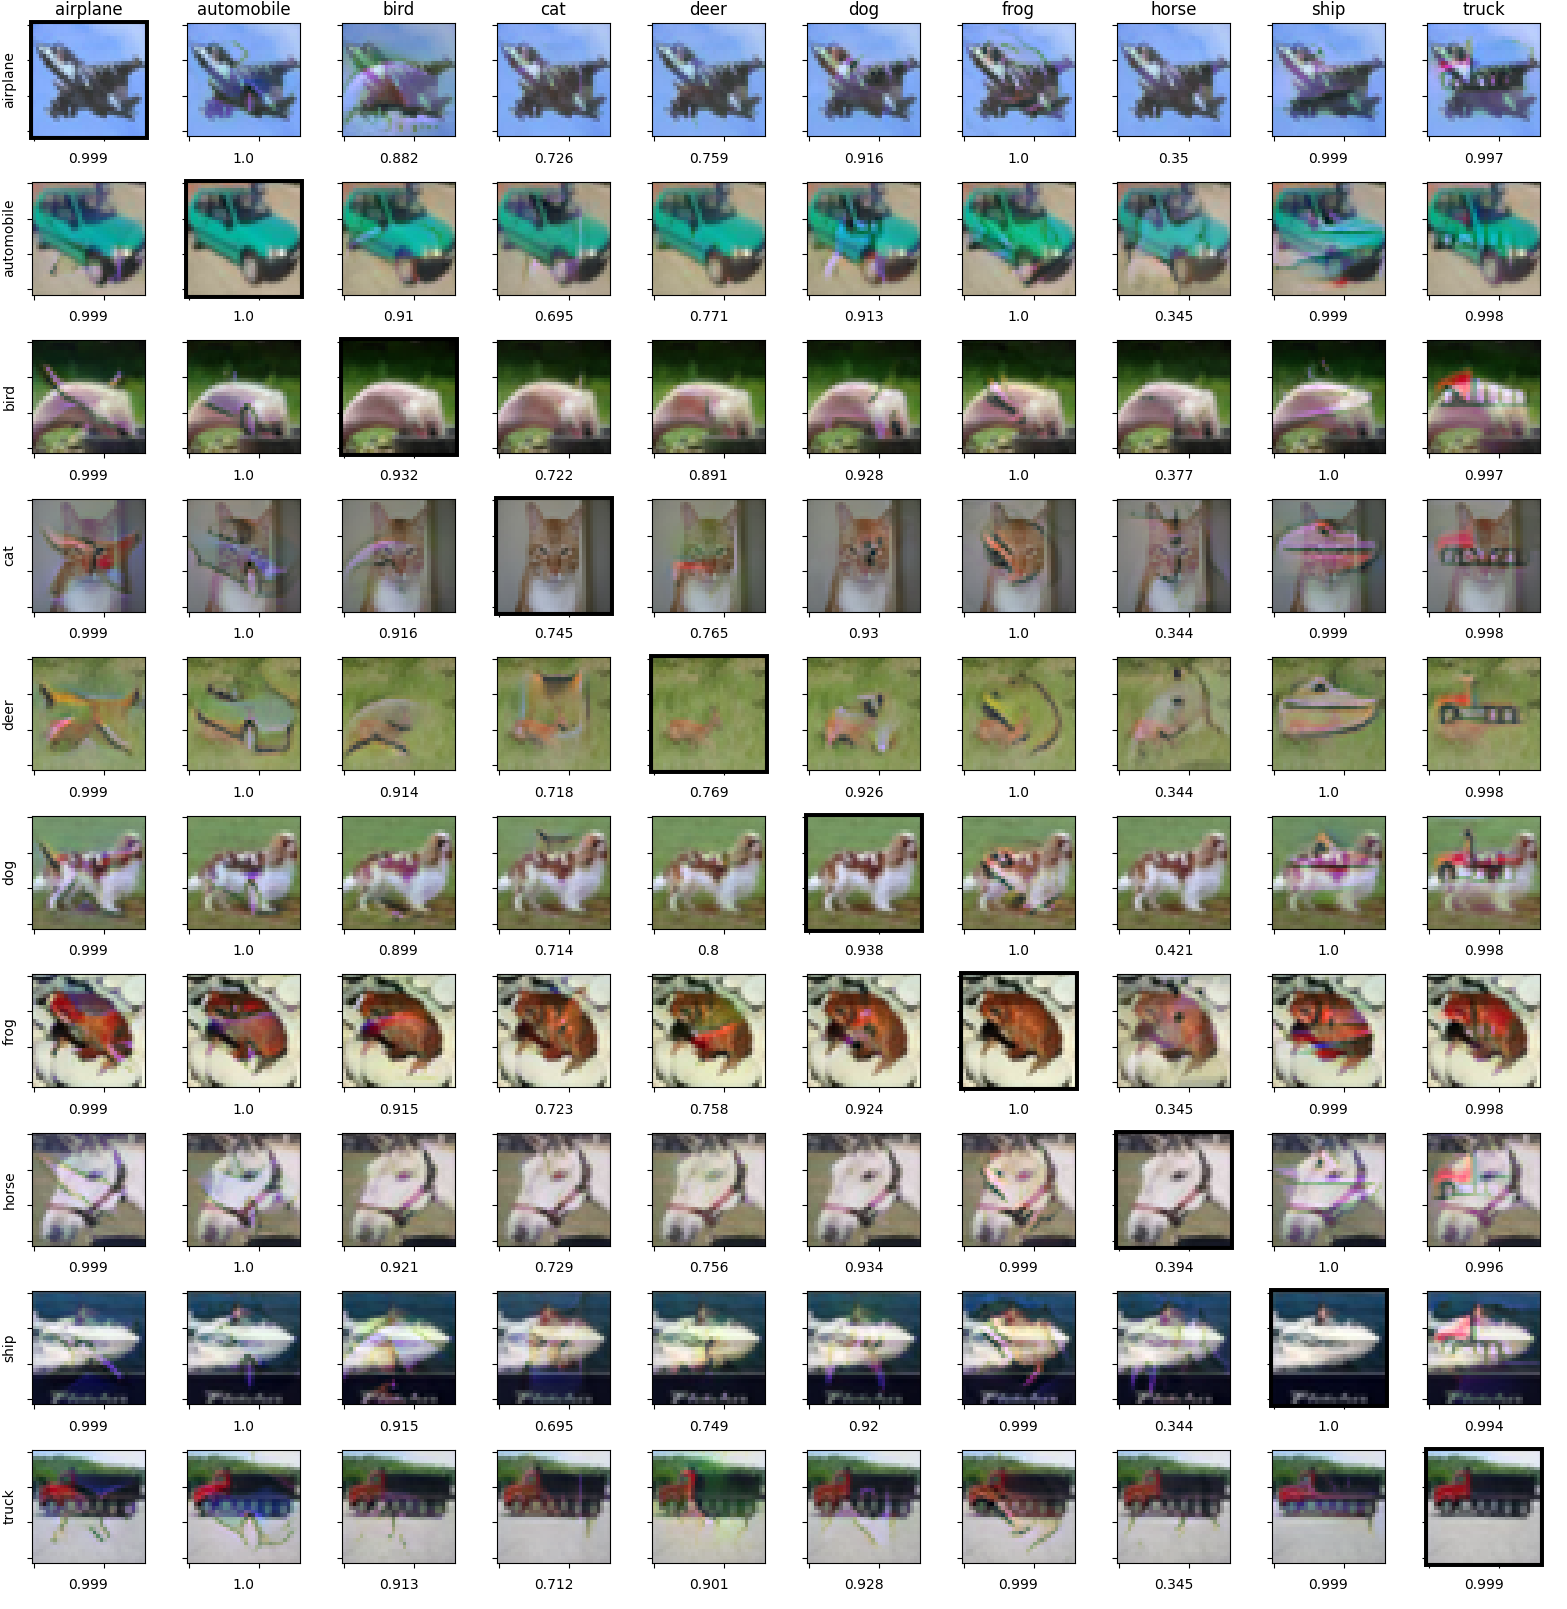 airplane automobile bird cat deer dog frog horse ship truck
airplane
0.999 1.0 0.882 0.726 0.759 0.916 1.0 0.35 0.999 0.997
automobile
0.999 1.0 0.91 0.695 0.771 0.913 1.0 0.345 0.999 0.998
bird
0.999 1.0 0.932 0.722 0.891 0.928 1.0 0.377 1.0 0.997
cat
0.999 1.0 0.916 0.745 0.765 0.93 1.0 0.344 0.999 0.998
deer
0.999 1.0 0.914 0.718 0.769 0.926 1.0 0.344 1.0 0.998
dog
0.999 1.0 0.899 0.714 0.8 0.938 1.0 0.421 1.0 0.998
frog
0.999 1.0 0.915 0.723 0.758 0.924 1.0 0.345 0.999 0.998
horse
0.999 1.0 0.921 0.729 0.756 0.934 0.999 0.394 1.0 0.996
ship
0.999 1.0 0.915 0.695 0.749 0.92 0.999 0.344 1.0 0.994
truck
0.999 1.0 0.913 0.712 0.901 0.928 0.999 0.345 0.999 0.999